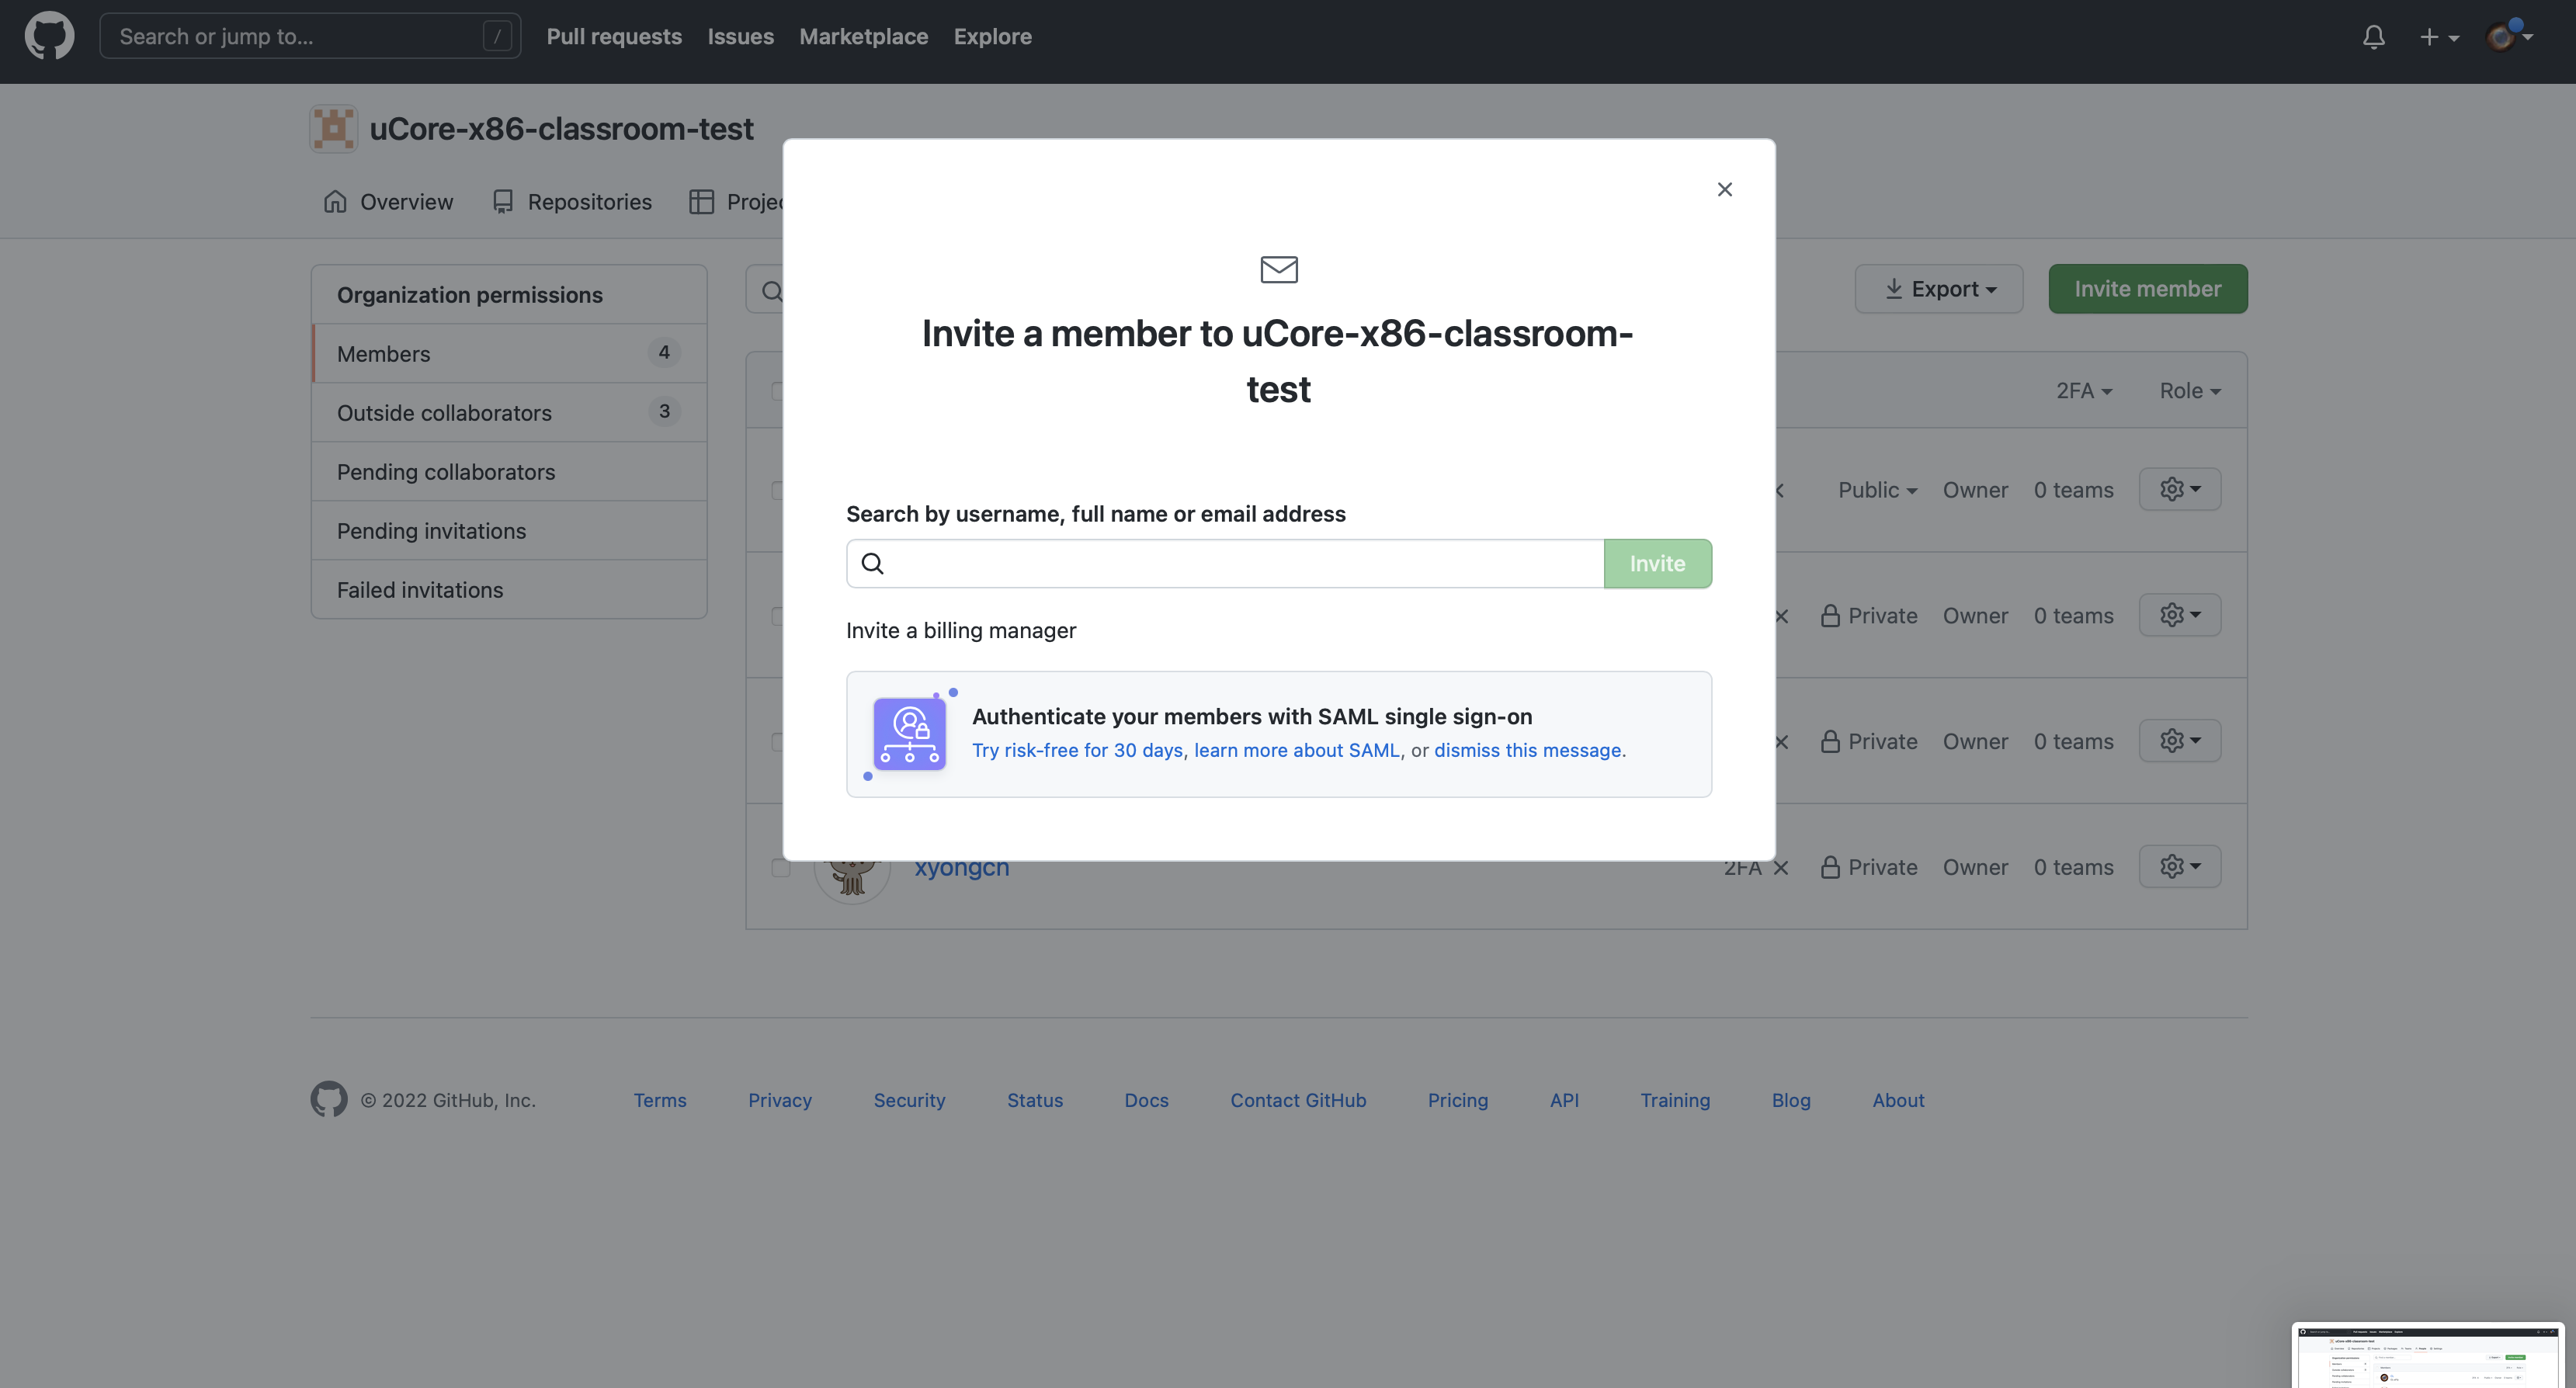 Search or jump to... /
Pull requests Issues Marketplace Explore
uCore-x86-classroom-test
Overview Repositories
Organization permissions
Members 4
Outside collaborators 3
Pending collaborators
Pending invitations
Failed invitations
Export Invite member
2FA Role
Public Owner 0 teams
Private Owner 0 teams
Private Owner 0 teams
xyongcn 2FA Private Owner 0 teams
Invite a member to uCore-x86-classroom-
test
Search by username, full name or email address
Invite
Invite a billing manager
Authenticate your members with SAML single sign-on
Try risk-free for 30 days, learn more about SAML, or dismiss this message.
© 2022 GitHub, Inc. Terms Privacy Security Status Docs Contact GitHub Pricing API Training Blog About